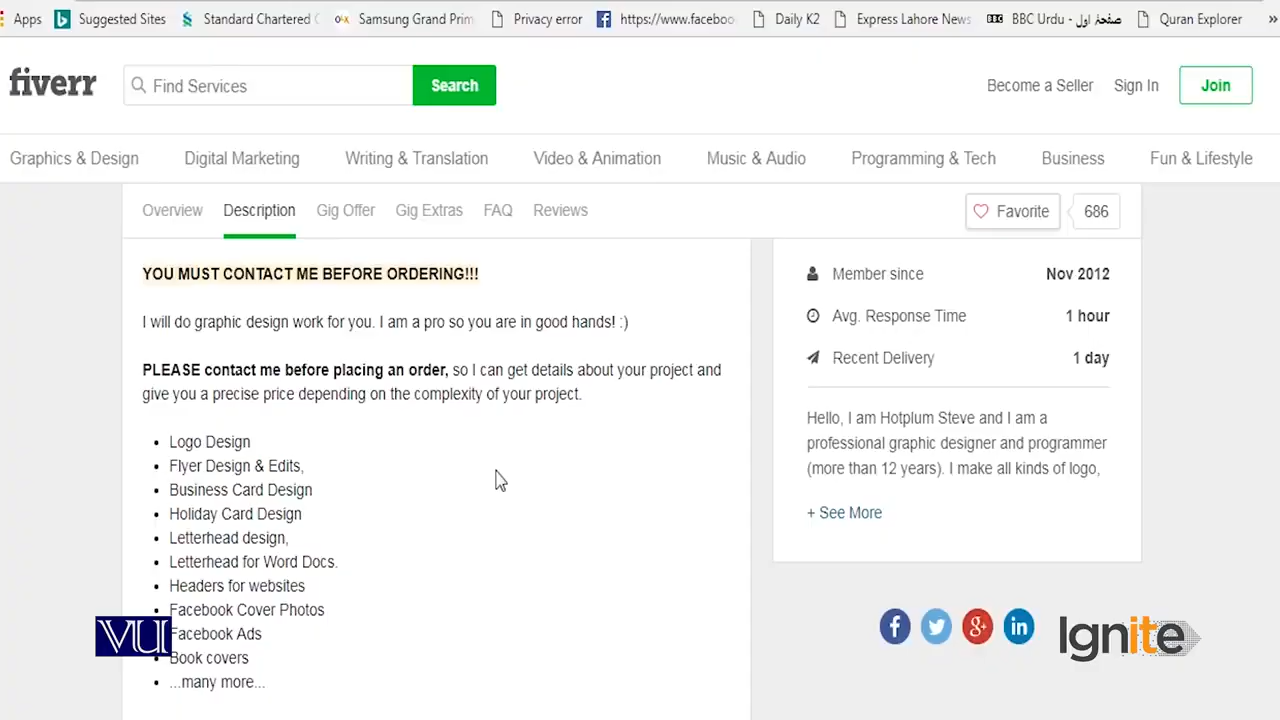 Apps
Suggested Sites
Standard Chartered
Samsung Grand Prim
Privacy error
https://www.faceboo
Daily K2
Express Lahore News
BBC Urdu - صفحۂ اول
Quran Explorer
»
fiverr
Find Services
Search
Become a Seller
Sign In
Join
Graphics & Design
Digital Marketing
Writing & Translation
Video & Animation
Music & Audio
Programming & Tech
Business
Fun & Lifestyle
Overview
Description
Gig Offer
Gig Extras
FAQ
Reviews
Favorite
686
YOU MUST CONTACT ME BEFORE ORDERING!!!
I will do graphic design work for you. I am a pro so you are in good hands! :)
PLEASE contact me before placing an order, so I can get details about your project and
give you a precise price depending on the complexity of your project.
• Logo Design
• Flyer Design & Edits,
• Business Card Design
• Holiday Card Design
• Letterhead design,
• Letterhead for Word Docs.
• Headers for websites
• Facebook Cover Photos
Facebook Ads
Book covers
• ...many more...
Member since
Nov 2012
Avg. Response Time
1 hour
Recent Delivery
1 day
Hello, I am Hotplum Steve and I am a
professional graphic designer and programmer
(more than 12 years). I make all kinds of logo,
+ See More
VU
Ignite